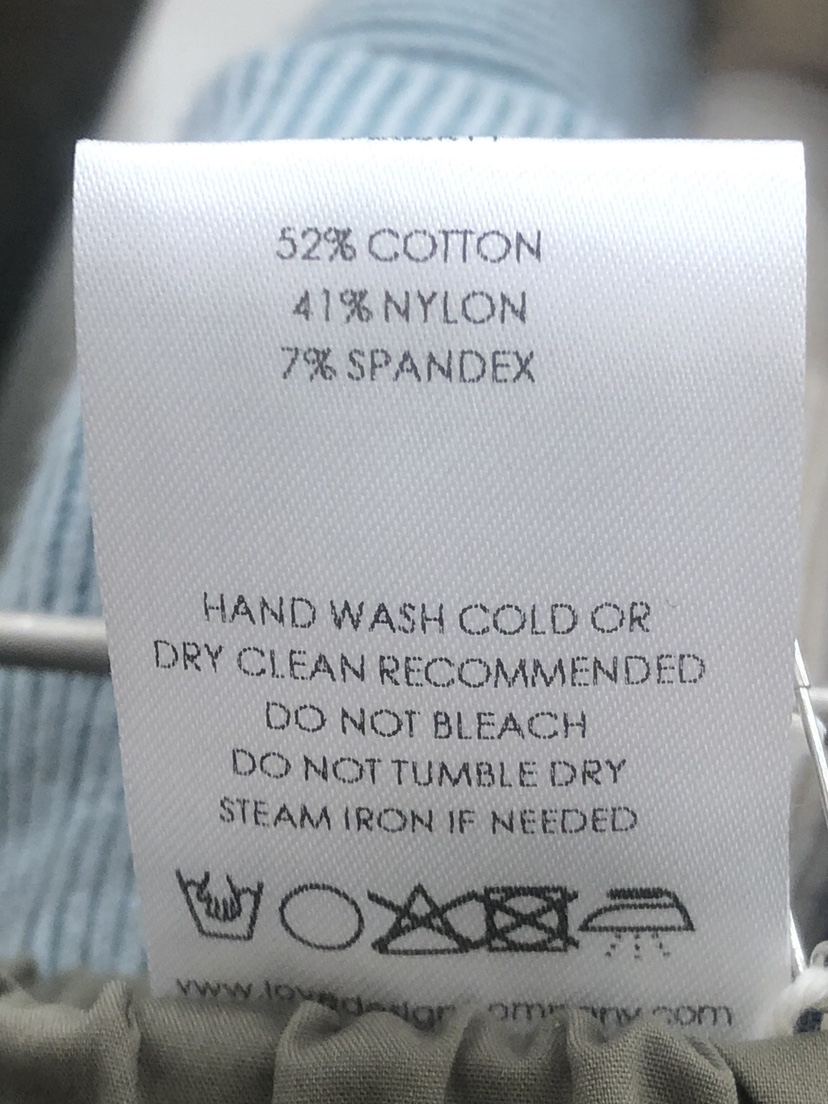 52% COTTON
41% NYLON
7% SPANDEX
HAND WASH COLD OR
DRY CLEAN RECOMMENDED
DO NOT BLEACH
DO NOT TUMBLE DRY
STEAM IRON IF NEEDED